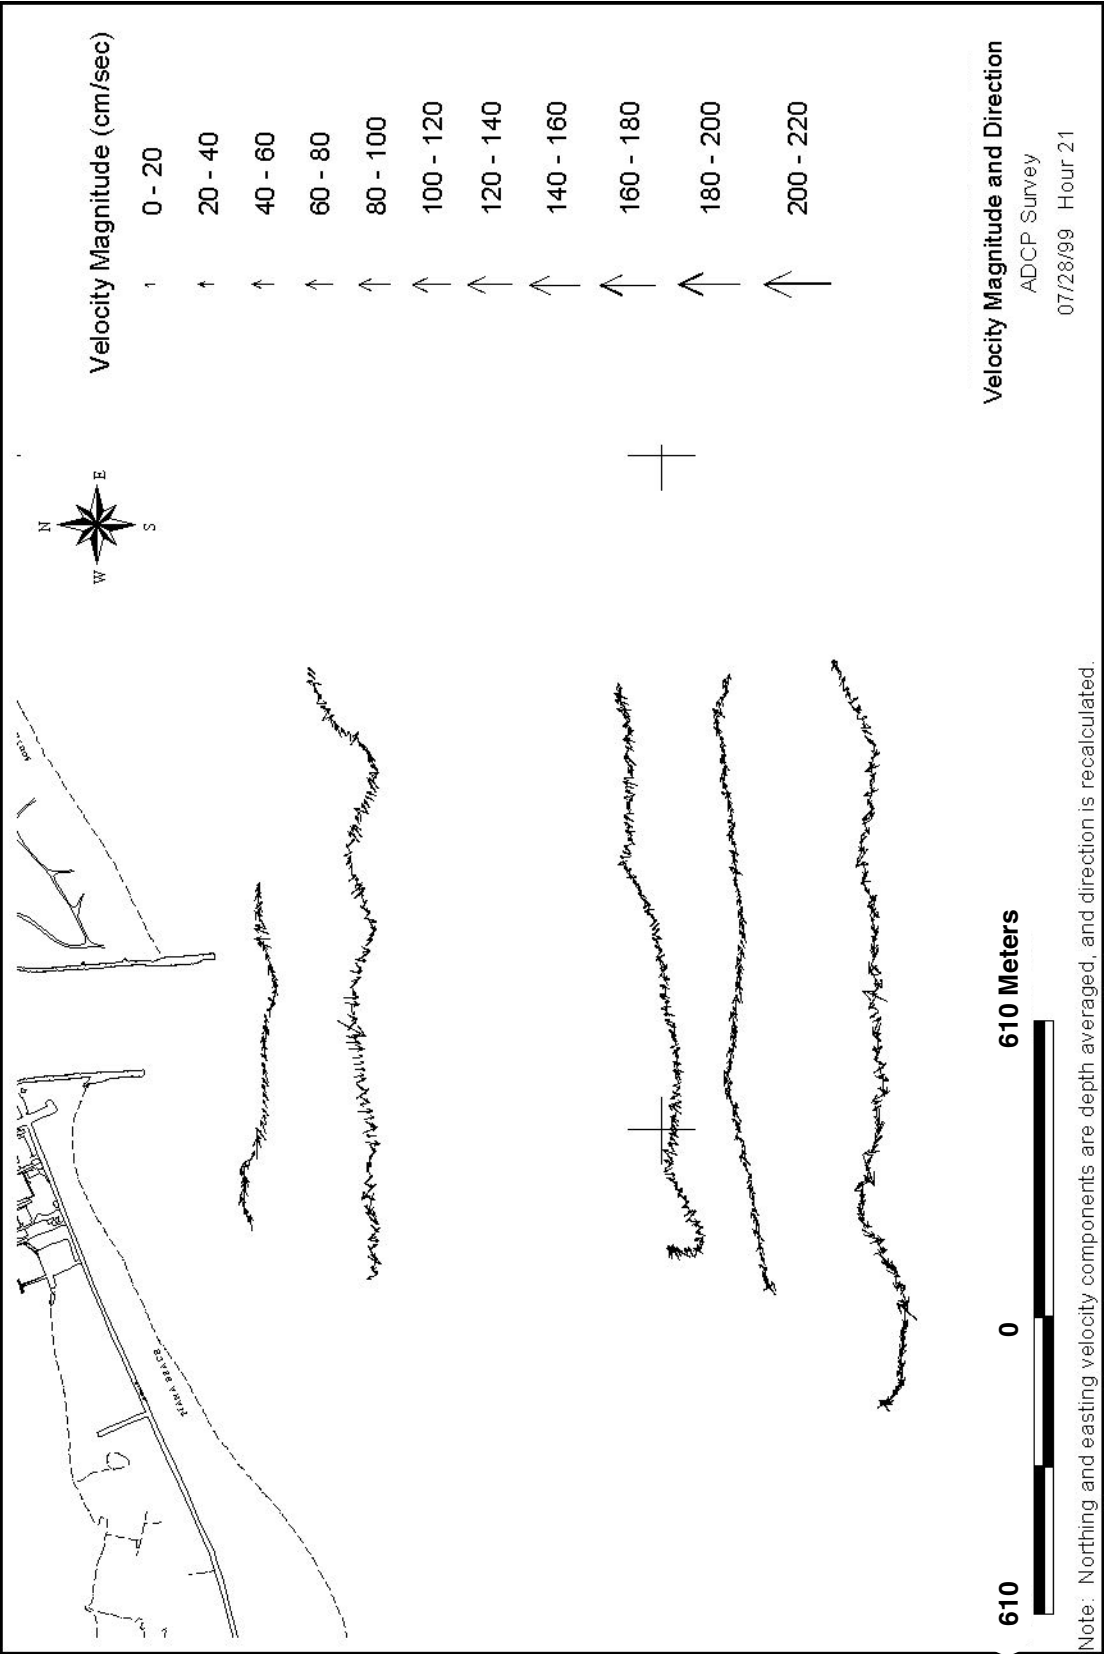 Velocity Magnitude (cm/sec)
0 - 20
20 - 40
40 - 60
60 - 80
80 - 100
100 - 120
120 - 140
140 - 160
160 - 180
180 - 200
200 - 220
N
W
E
S
TIANA BEACH
610
0
610 Meters
Velocity Magnitude and Direction
ADCP Survey
07/28/99 Hour 21
Note: Northing and easting velocity components are depth averaged, and direction is recalculated.